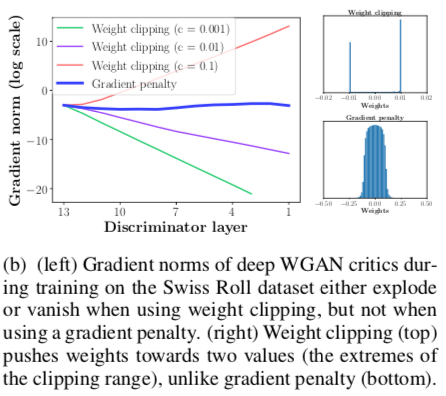 Gradient norm (log scale)
10
0
−10
−20
Weight clipping (c = 0.001)
Weight clipping (c = 0.01)
Weight clipping (c = 0.1)
Gradient penalty
13 10 7 4 1
Discriminator layer
Weight clipping
−0.02 −0.01 0.00 0.01 0.02
Weights
Gradient penalty
−0.50 −0.25 0.00 0.25 0.50
Weights
(b) (left) Gradient norms of deep WGAN critics dur-
ing training on the Swiss Roll dataset either explode
or vanish when using weight clipping, but not when
using a gradient penalty. (right) Weight clipping (top)
pushes weights towards two values (the extremes of
the clipping range), unlike gradient penalty (bottom).